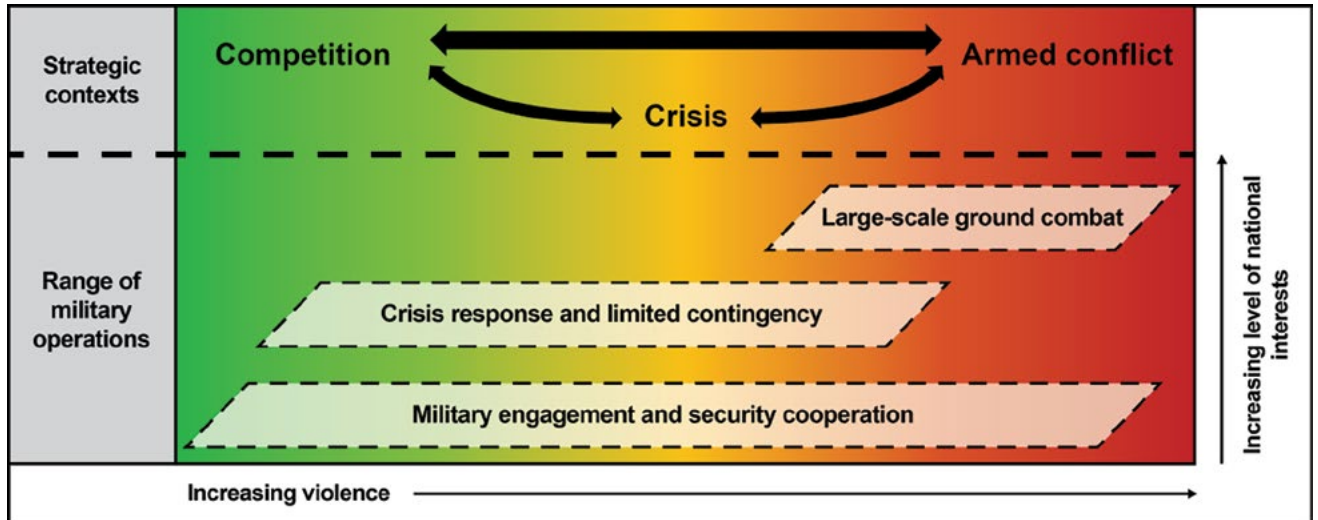 Strategic
contexts
Competition
Armed conflict
Crisis
Range of
military
operations
Large-scale ground combat
Crisis response and limited contingency
Military engagement and security cooperation
Increasing violence
Increasing level of national
interests